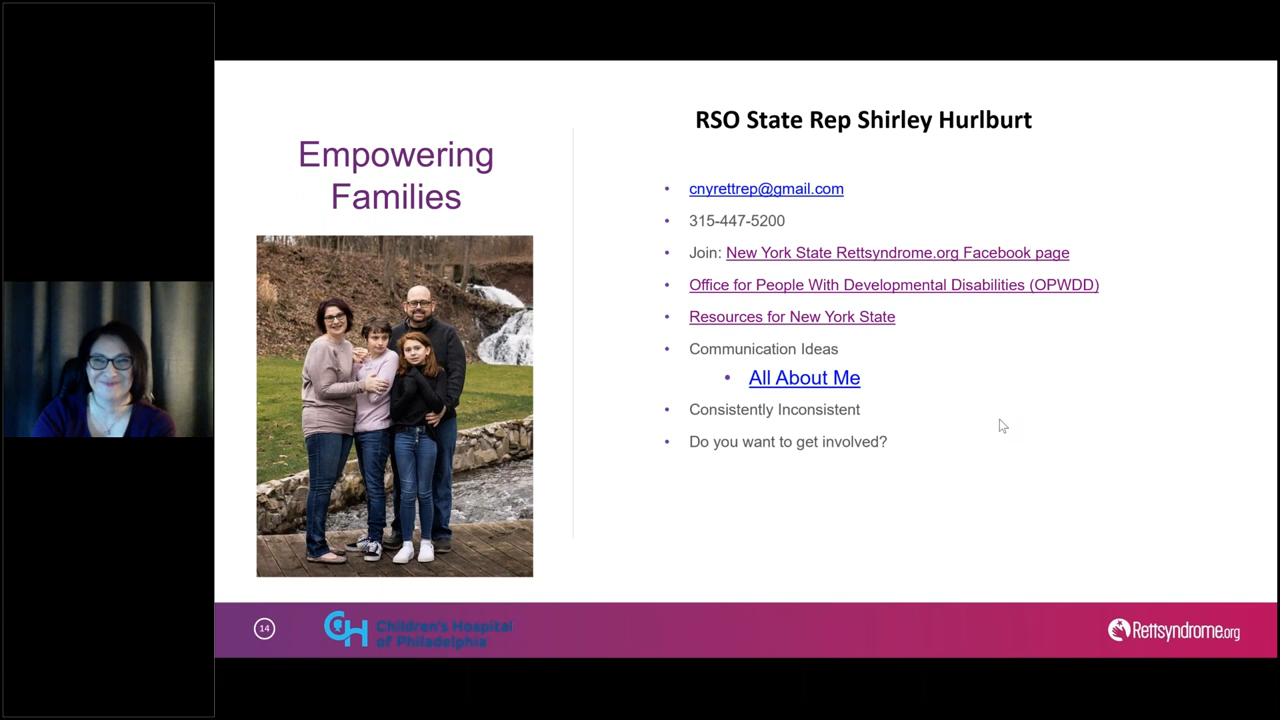 RSO State Rep Shirley Hurlburt
Empowering
Families
• cnyrettrep@gmail.com
• 315-447-5200
• Join: New York State Rettsyndrome.org Facebook page
• Office for People With Developmental Disabilities (OPWDD)
• Resources for New York State
• Communication Ideas
• All About Me
• Consistently Inconsistent
• Do you want to get involved?
14
CH Children's Hospital
of Philadelphia
Rettsyndrome.org